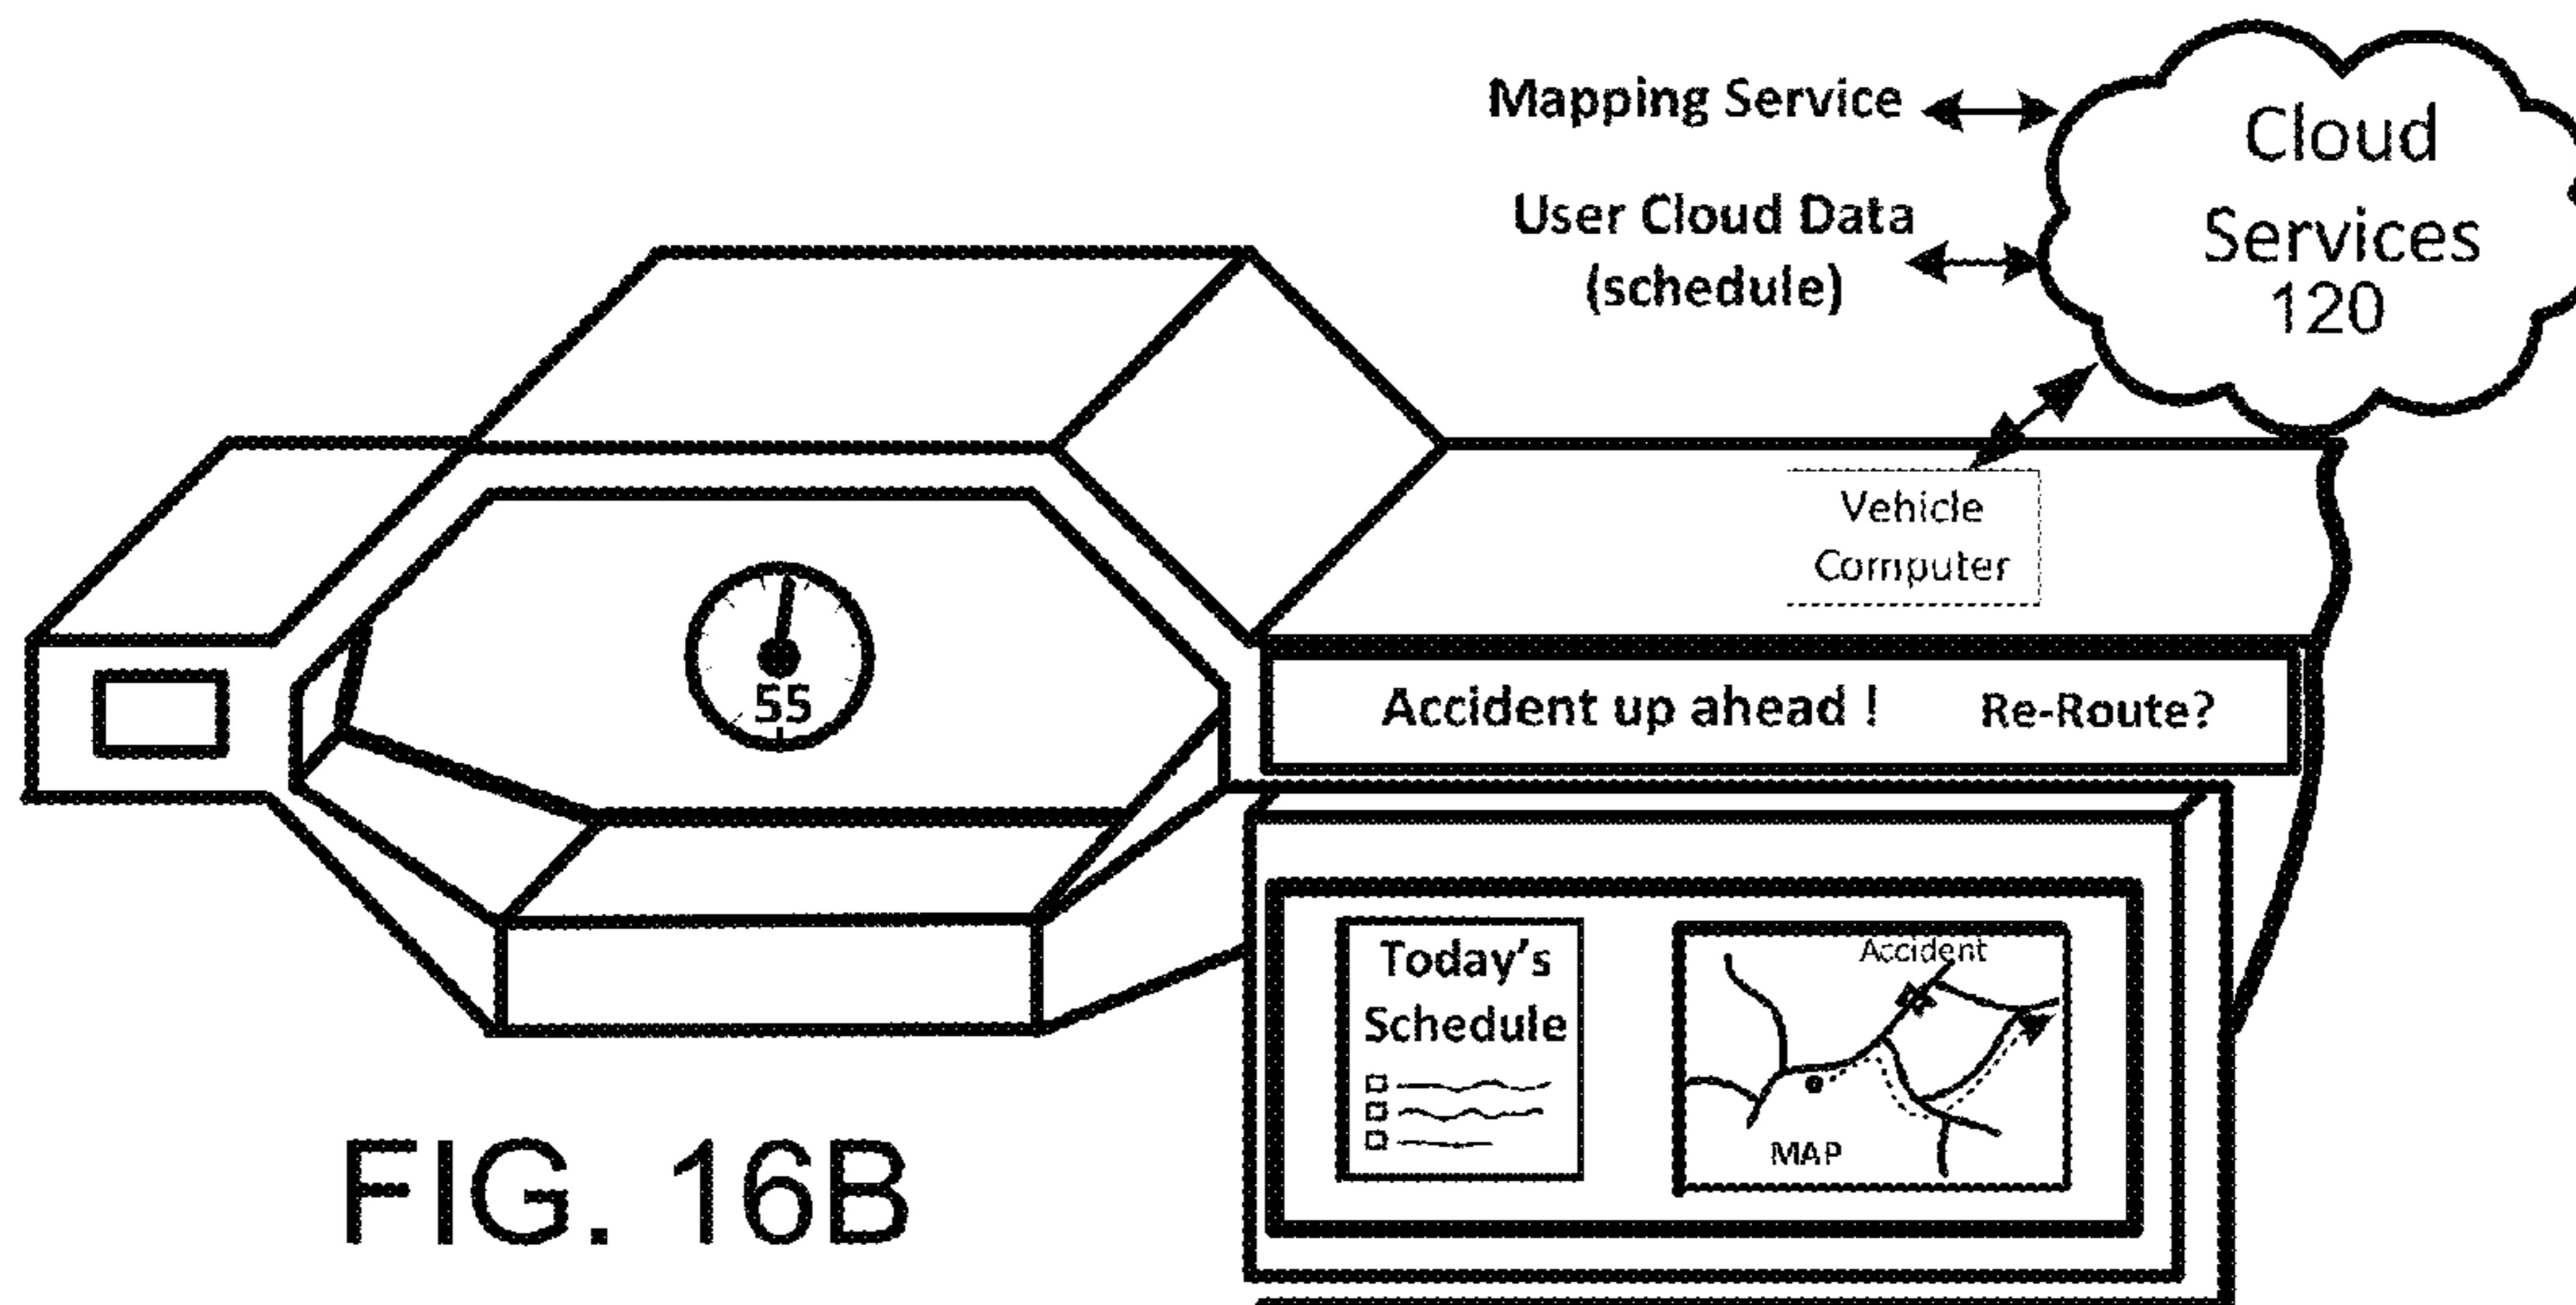 Mapping Service
User Cloud Data
(schedule)
Cloud
Services
120
Vehicle
Computer
55
Accident up ahead ! Re-Route?
Today's
Schedule
Accident
MAP
FIG. 16B